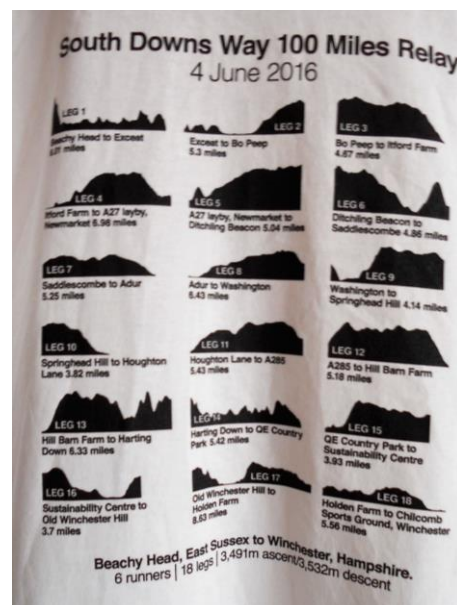 South Downs Way 100 Miles Relay
4 June 2016
LEG 1
Beachy Head to Exceat
miles
LEG 2
Exceat to Bo Peep
5.3 miles
LEG 3
Bo Peep to Itford Farm
4.87 miles
LEG 4
Itford Farm to A27 layby,
Newmarket 6.98 miles
LEG 5
A27 layby, Newmarket to
Ditchling Beacon 5.04 miles
LEG 6
Ditchling Beacon to
Saddlescombe 4.86 miles
LEG 7
Saddlescombe to Adur
5.25 miles
LEG 8
Adur to Washington
6.43 miles
LEG 9
Washington to
Springhead Hill 4.14 miles
LEG 10
Springhead Hill to Houghton
Lane 3.82 miles
LEG 11
Houghton Lane to A285
5.43 miles
LEG 12
A285 to Hill Barn Farm
5.18 miles
LEG 13
Hill Barn Farm to Harting
Down 6.33 miles
LEG 14
Harting Down to QE Country
Park 5.42 miles
LEG 15
QE Country Park to
Sustainability Centre
3.93 miles
LEG 16
Sustainability Centre to
Old Winchester Hill
3.7 miles
LEG 17
Old Winchester Hill to
Holden Farm
8.63 miles
LEG 18
Holden Farm to Chilcomb
Sports Ground, Winchester
5.56 miles
Beachy Head, East Sussex to Winchester, Hampshire.
6 runners | 18 legs | 3,491m ascent/3,532m descent